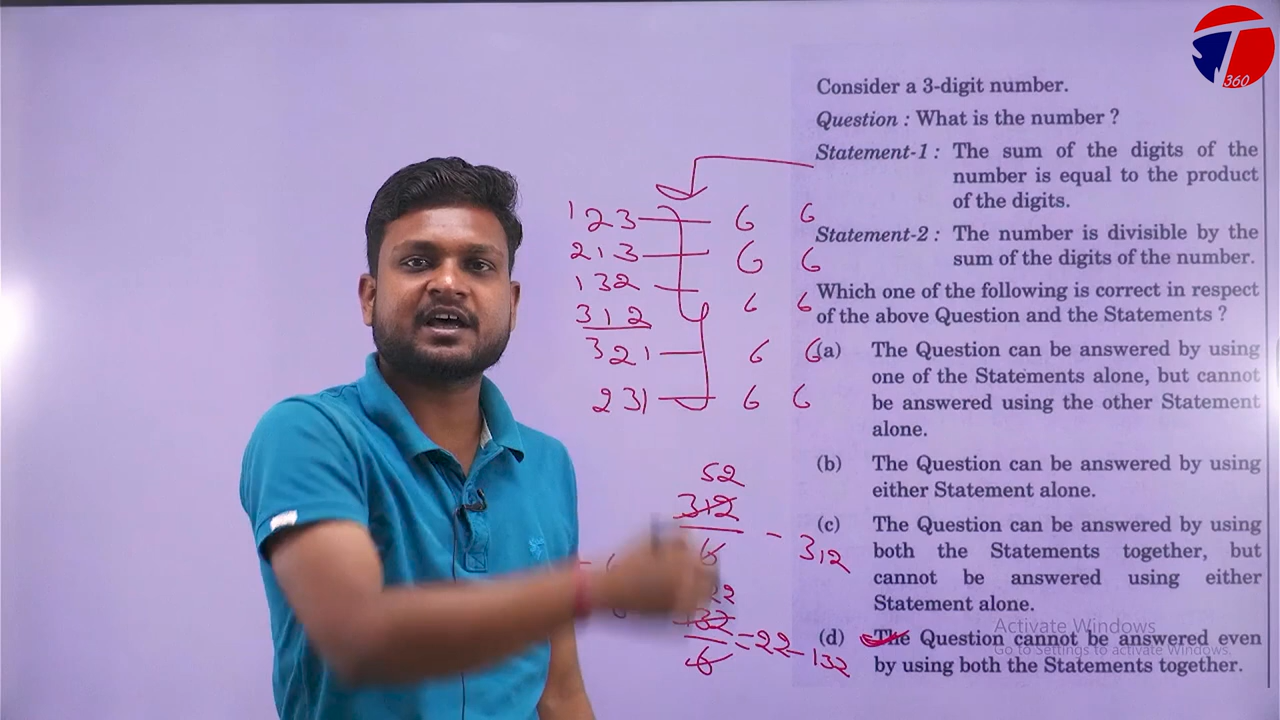 360
Consider a 3-digit number.
Question : What is the number ?
Statement-1 : The sum of the digits of the
number is equal to the product
of the digits.
Statement-2 : The number is divisible by the
sum of the digits of the number.
Which one of the following is correct in respect
of the above Question and the Statements ?
(a) The Question can be answered by using
one of the Statements alone, but cannot
be answered using the other Statement
alone.
(b) The Question can be answered by using
either Statement alone.
(c) The Question can be answered by using
both the Statements together, but
cannot be answered using either
Statement alone.
(d) The Question cannot be answered even
by using both the Statements together.
Activate Windows
Go to Settings to activate Windows.
123 6 6
213 6 6
132 6 6
312
321 6 6
231 6 6
52
312
6 - 312
22
132
6 = 22 - 132